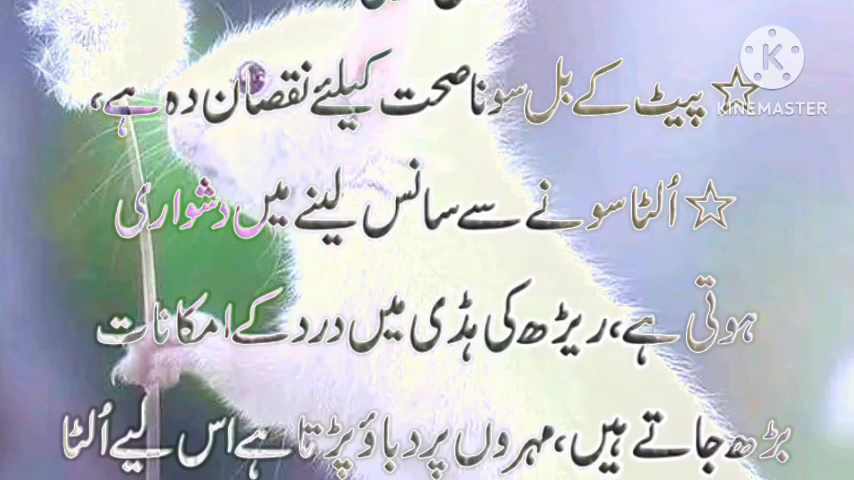 ☆ پیٹ کے بل سونا صحت کیلئے نقصان دہ ہے،
☆ اُلٹا سونے سے سانس لینے میں دشواری
ہوتی ہے، ریڑھ کی ہڈی میں درد کے امکانات
بڑھ جاتے ہیں، مہروں پر دباؤ پڑتا ہے اس لیے اُلٹا
K
KINEMASTER